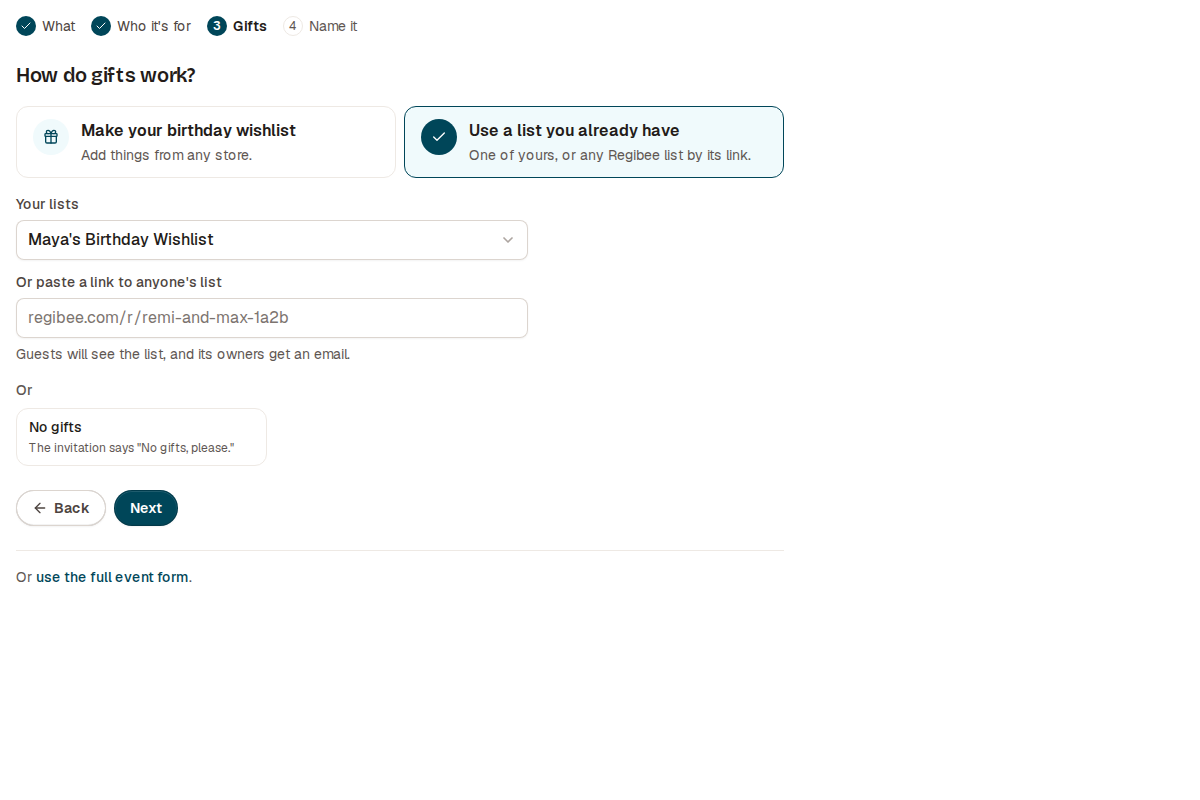 What
Who it's for
3 Gifts
4 Name it
How do gifts work?
Make your birthday wishlist
Add things from any store.
Use a list you already have
One of yours, or any Regibee list by its link.
Your lists
Maya's Birthday Wishlist
Or paste a link to anyone's list
regibee.com/r/remi-and-max-1a2b
Guests will see the list, and its owners get an email.
Or
No gifts
The invitation says "No gifts, please."
Back
Next
Or use the full event form.